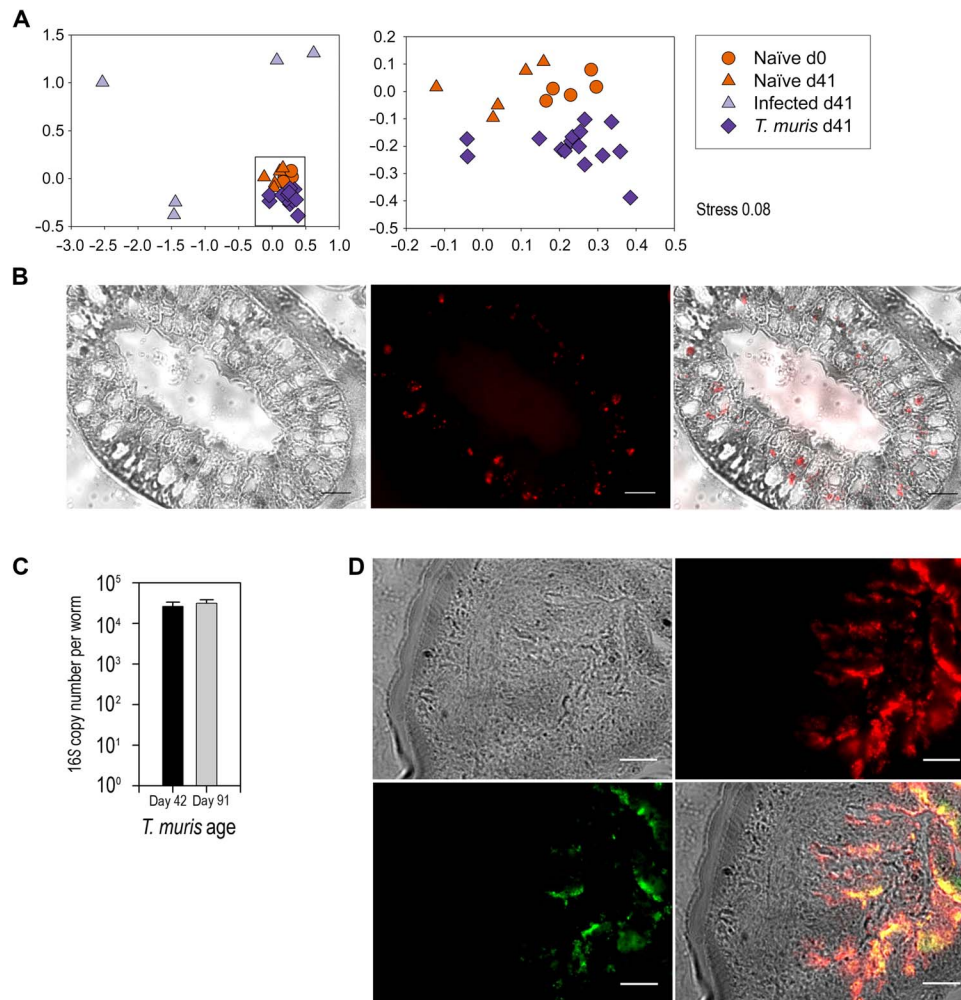 A
1.5
1.0
0.5
0.0
−0.5
−3.0 −2.5 −2.0 −1.5 −1.0 −0.5 0.0 0.5 1.0
0.2
0.1
0.0
−0.1
−0.2
−0.3
−0.4
−0.5
−0.2 −0.1 0.0 0.1 0.2 0.3 0.4 0.5
Naïve d0
Naïve d41
Infected d41
T. muris d41
Stress 0.08
B
C
16S copy number per worm
10⁵
10⁴
10³
10²
10¹
10⁰
Day 42 Day 91
T. muris age
D